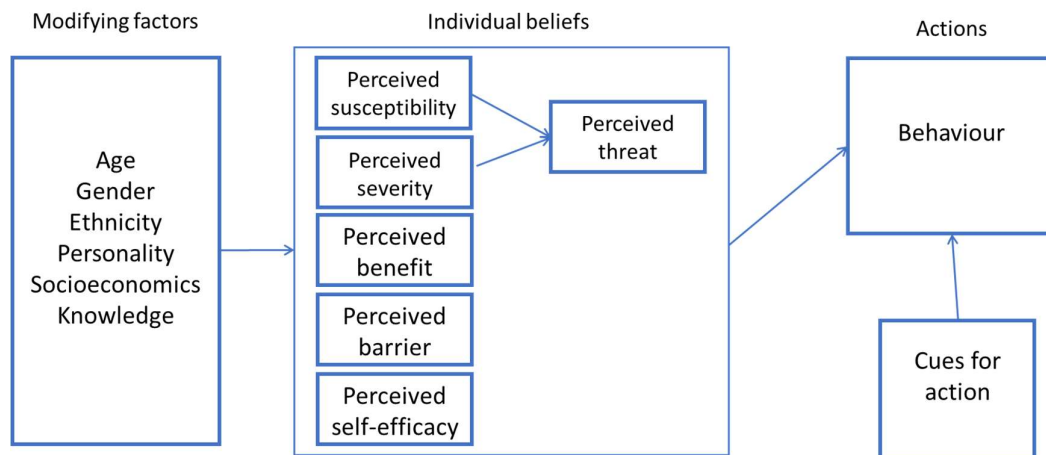 Modifying factors
Individual beliefs
Actions
Age
Gender
Ethnicity
Personality
Socioeconomics
Knowledge
Perceived
susceptibility
Perceived
severity
Perceived
benefit
Perceived
barrier
Perceived
self-efficacy
Perceived
threat
Behaviour
Cues for
action